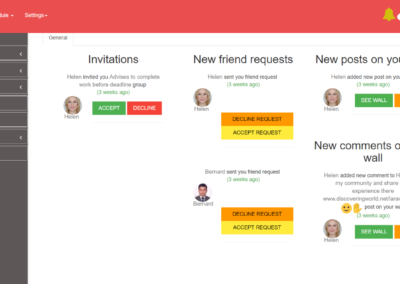 dule
Settings
General
Invitations
Helen invited you Advises to complete
work before deadline group
(3 weeks ago)
Helen
ACCEPT
DECLINE
New friend requests
Helen sent you friend request
(3 weeks ago)
Helen
DECLINE REQUEST
ACCEPT REQUEST
Bernard sent you friend request
(3 weeks ago)
Bernard
DECLINE REQUEST
ACCEPT REQUEST
New posts on you
Helen added new post on your
(3 weeks ago)
Helen
SEE WALL
New comments o
wall
Helen added new comment to H
my community and share
experience there
www.discoveringworld.net/lara
post on your wa
(3 weeks ago)
Helen
SEE WALL